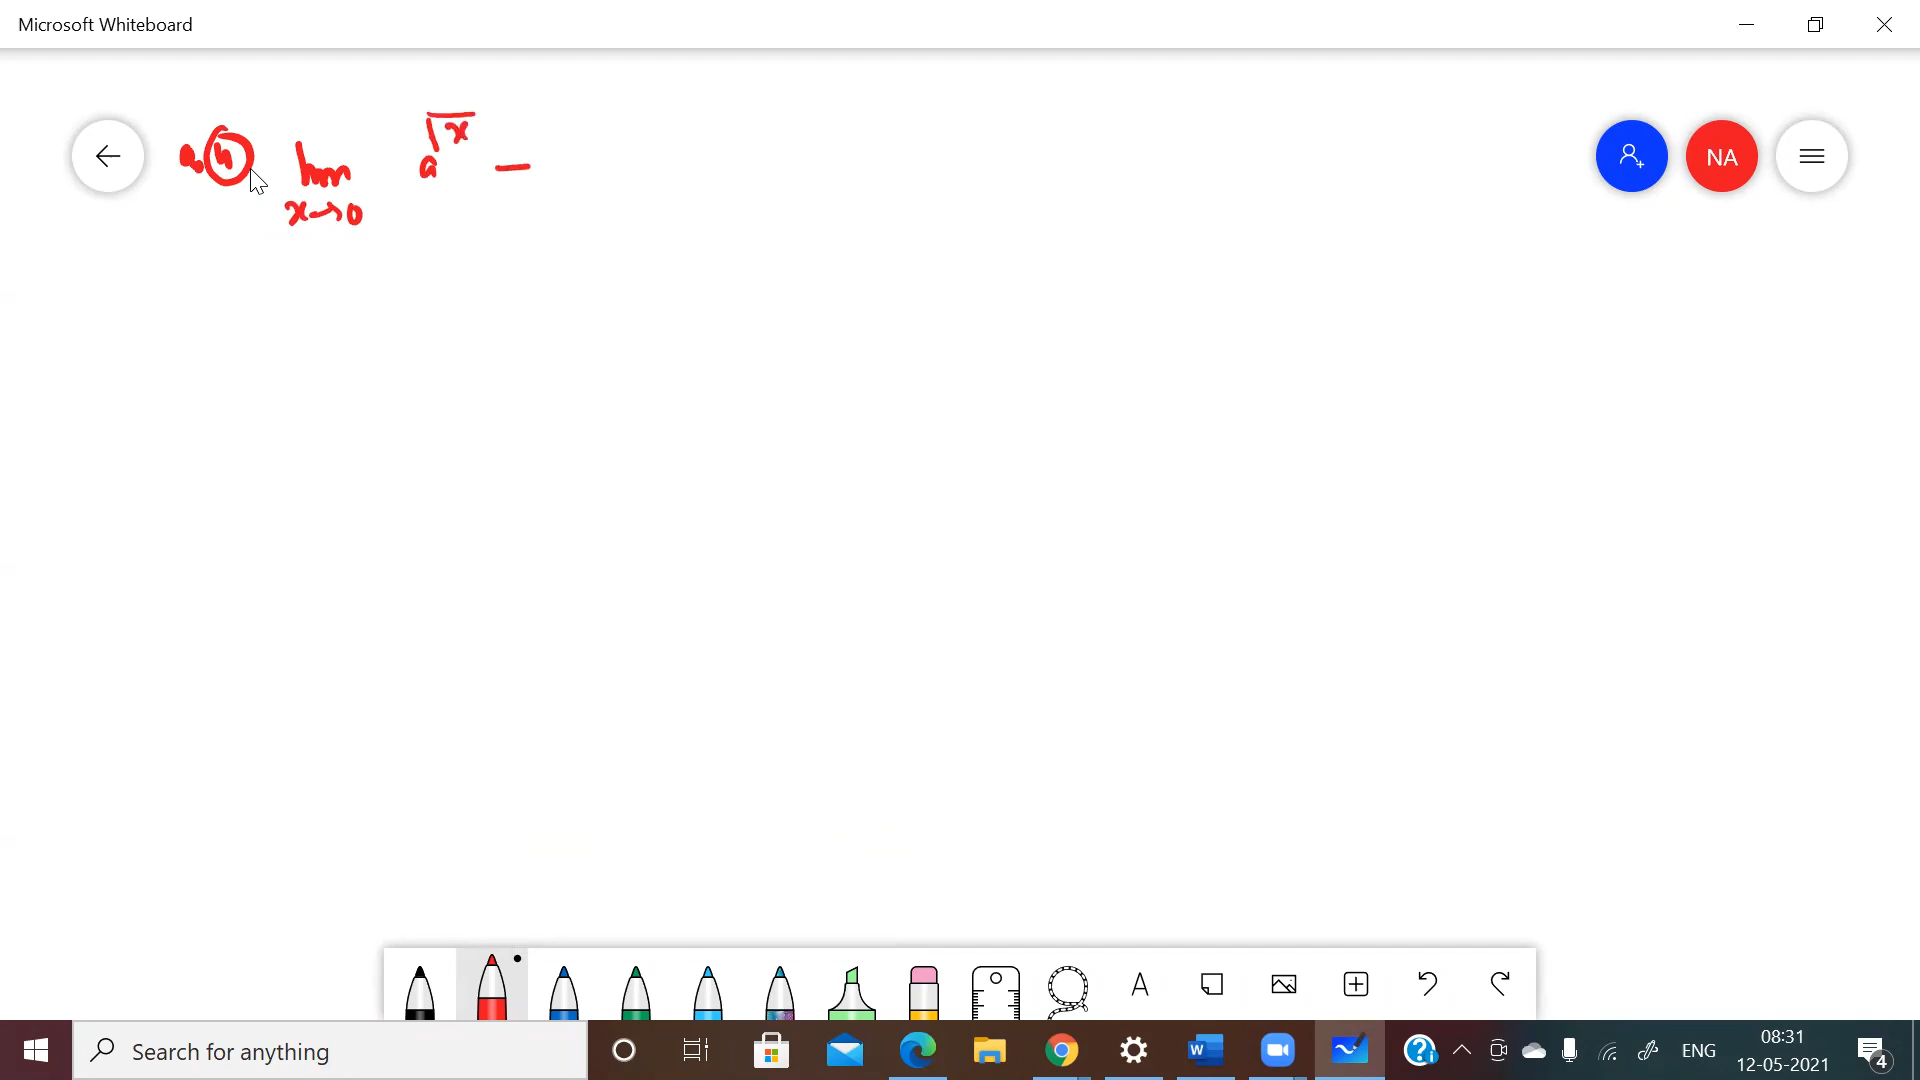 Microsoft Whiteboard
lim a^√x –
x→0
NA
A
Search for anything
W
ENG
08:31
12-05-2021
4